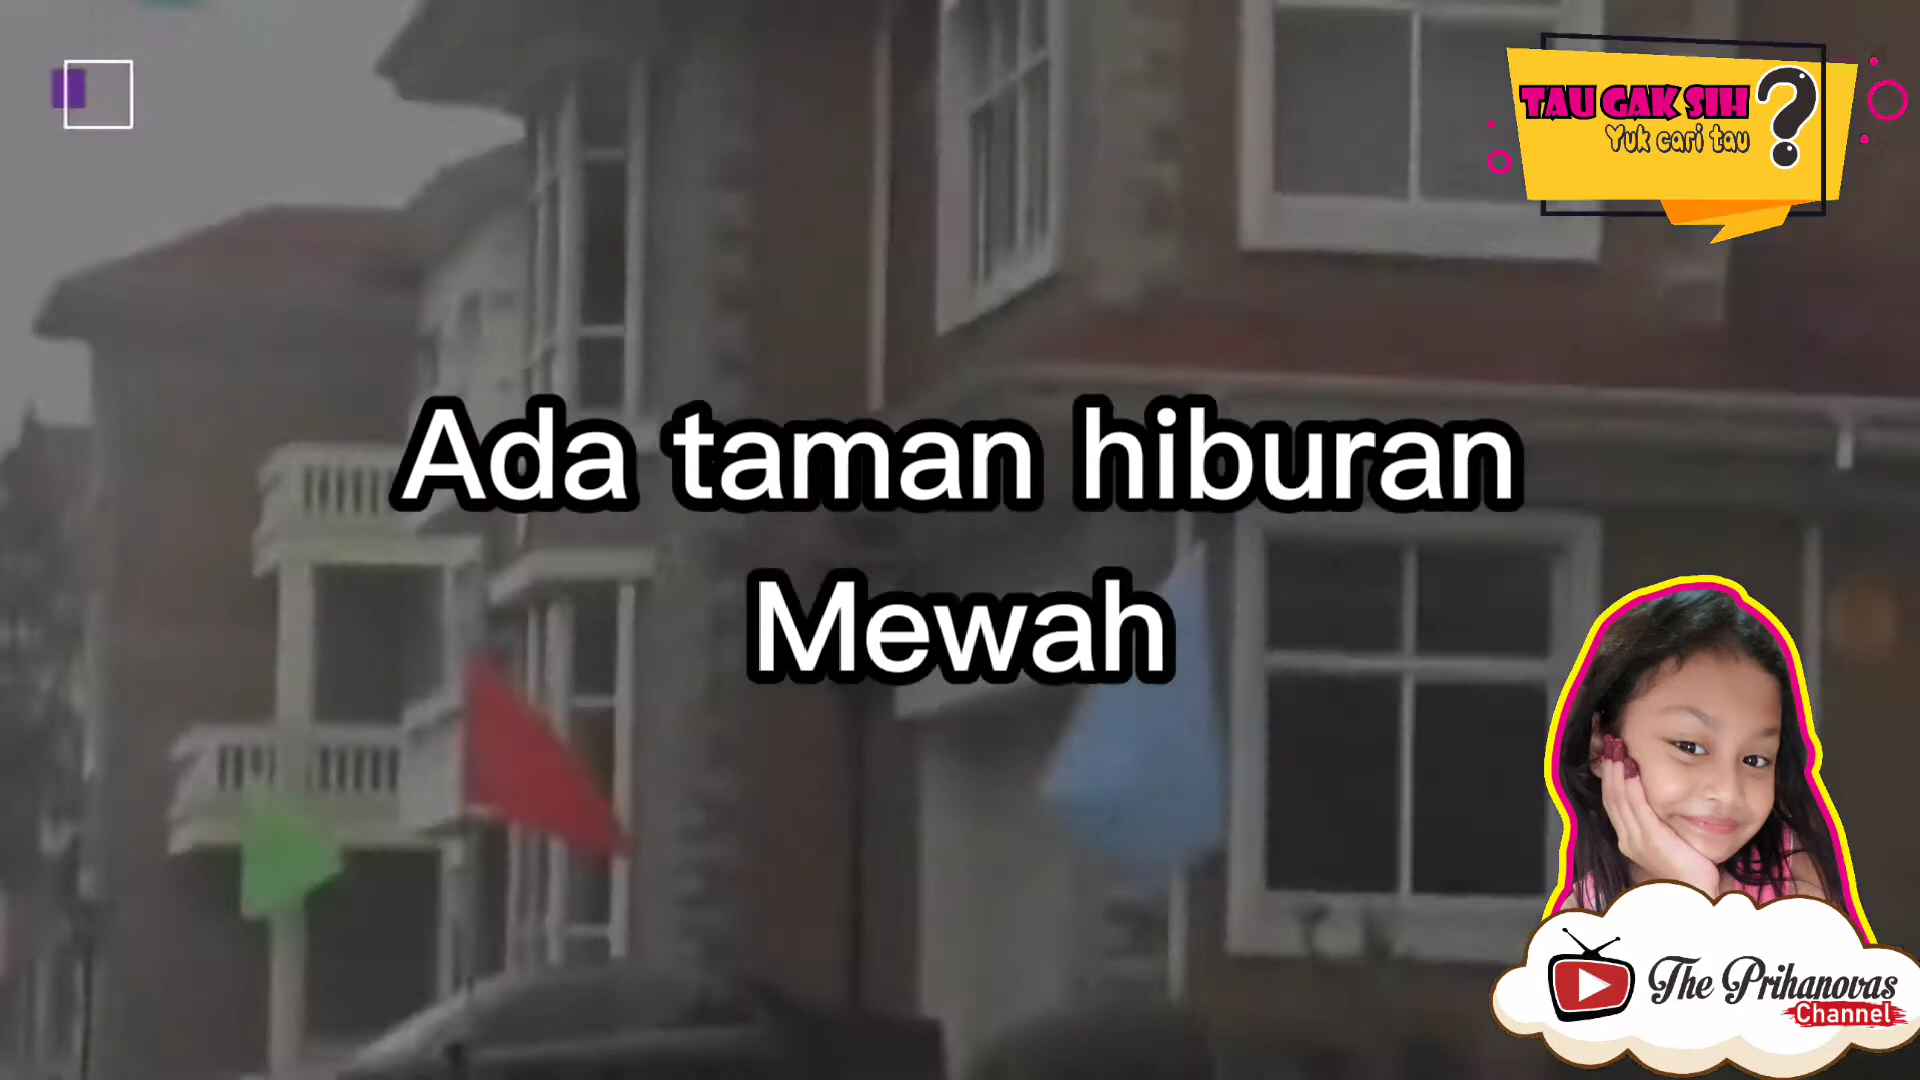 TAU GAK SIH?
Yuk cari tau
Ada taman hiburan
Mewah
The Prihanovas
Channel